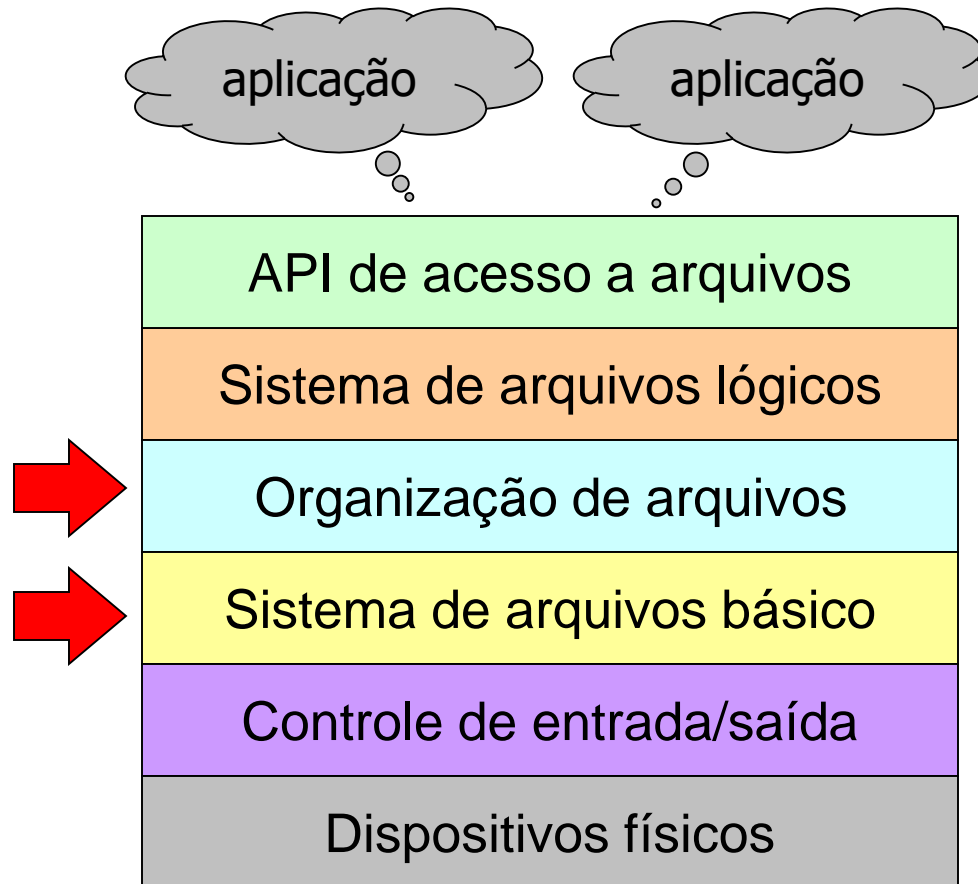 aplicação
aplicação
API de acesso a arquivos
Sistema de arquivos lógicos
Organização de arquivos
Sistema de arquivos básico
Controle de entrada/saída
Dispositivos físicos